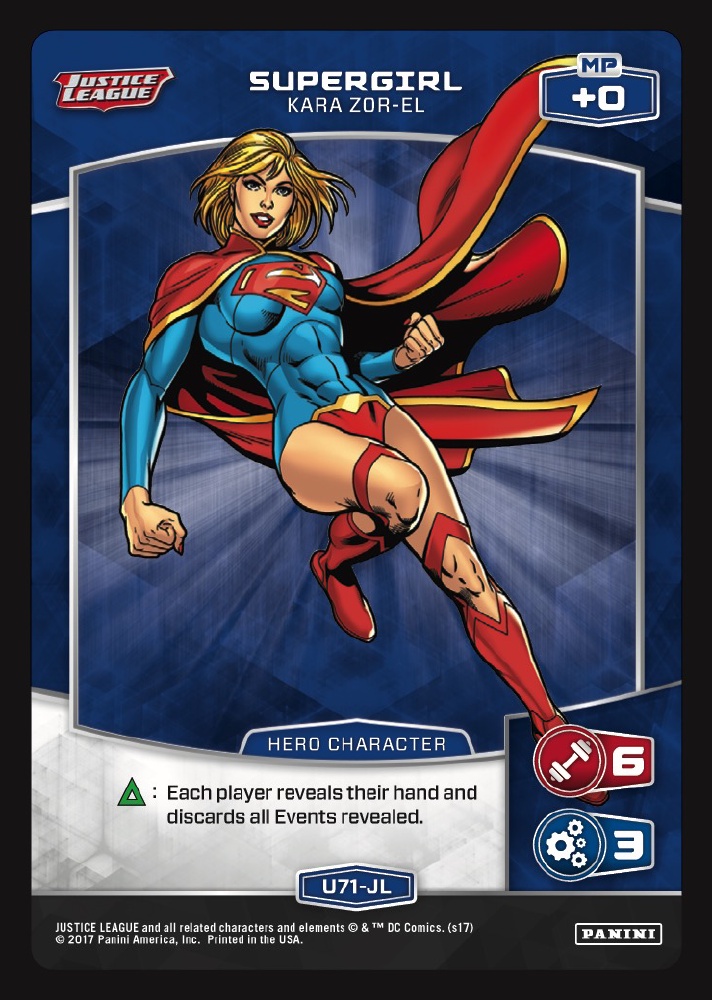 JUSTICE
LEAGUE
SUPERGIRL
KARA ZOR-EL
MP
+0
HERO CHARACTER
: Each player reveals their hand and
discards all Events revealed.
6
3
U71-JL
JUSTICE LEAGUE and all related characters and elements © & ™ DC Comics. (s17)
© 2017 Panini America, Inc. Printed in the USA.
PANINI